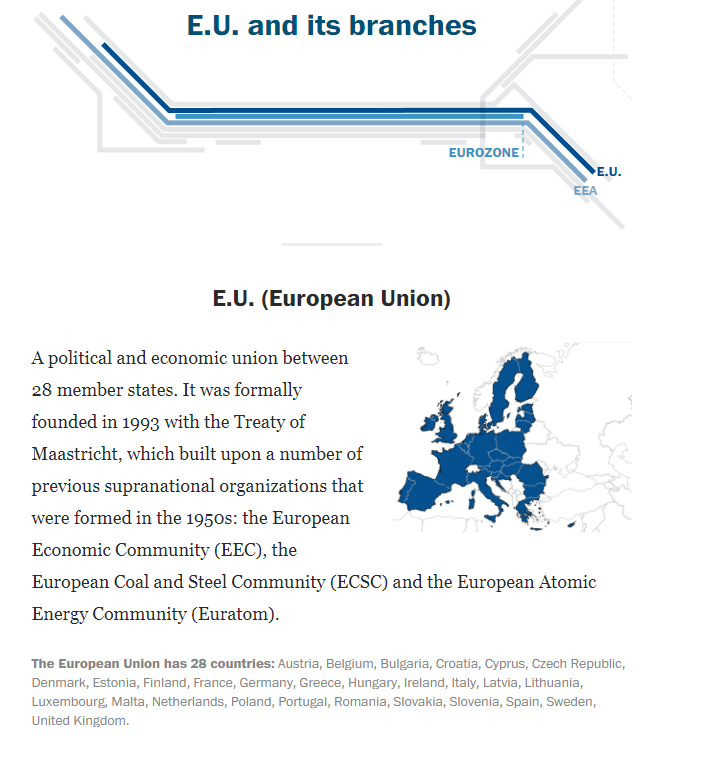 E.U. and its branches
EUROZONE
E.U.
EEA
E.U. (European Union)
A political and economic union between
28 member states. It was formally
founded in 1993 with the Treaty of
Maastricht, which built upon a number of
previous supranational organizations that
were formed in the 1950s: the European
Economic Community (EEC), the
European Coal and Steel Community (ECSC) and the European Atomic
Energy Community (Euratom).
The European Union has 28 countries: Austria, Belgium, Bulgaria, Croatia, Cyprus, Czech Republic,
Denmark, Estonia, Finland, France, Germany, Greece, Hungary, Ireland, Italy, Latvia, Lithuania,
Luxembourg, Malta, Netherlands, Poland, Portugal, Romania, Slovakia, Slovenia, Spain, Sweden,
United Kingdom.